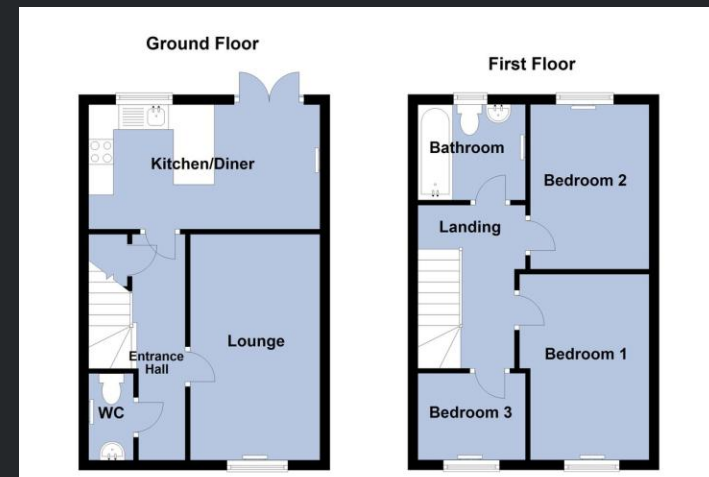 Ground Floor
Kitchen/Diner
Lounge
Entrance
Hall
WC
First Floor
Bathroom
Bedroom 2
Landing
Bedroom 1
Bedroom 3